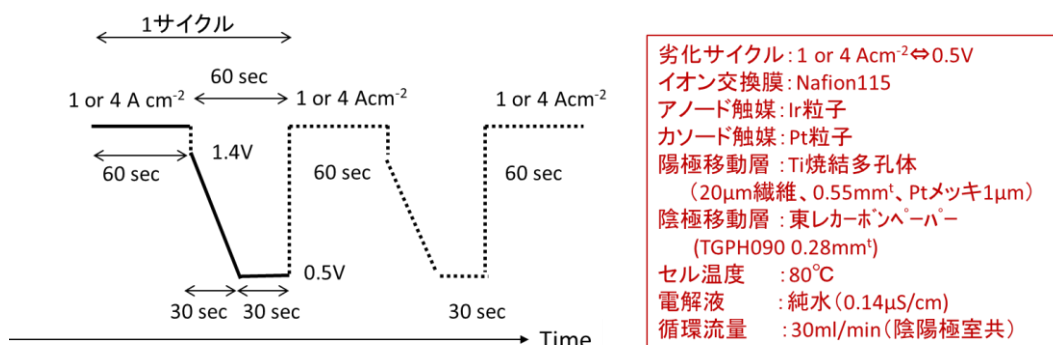 1サイクル
60 sec
1 or 4 A cm-2
1 or 4 Acm-2
1 or 4 Acm-2
1.4V
60 sec
60 sec
60 sec
0.5V
30 sec
30 sec
30 sec
Time
劣化サイクル:1 or 4 Acm-2⇔0.5V
イオン交換膜:Nafion115
アノード触媒:Ir粒子
カソード触媒:Pt粒子
陽極移動層:Ti焼結多孔体
(20μm繊維、0.55mmt、Ptメッキ1μm)
陰極移動層:東レカーボンペーパー
(TGPH090 0.28mmt)
セル温度 :80℃
電解液 :純水(0.14μS/cm)
循環流量 :30ml/min(陰陽極室共)